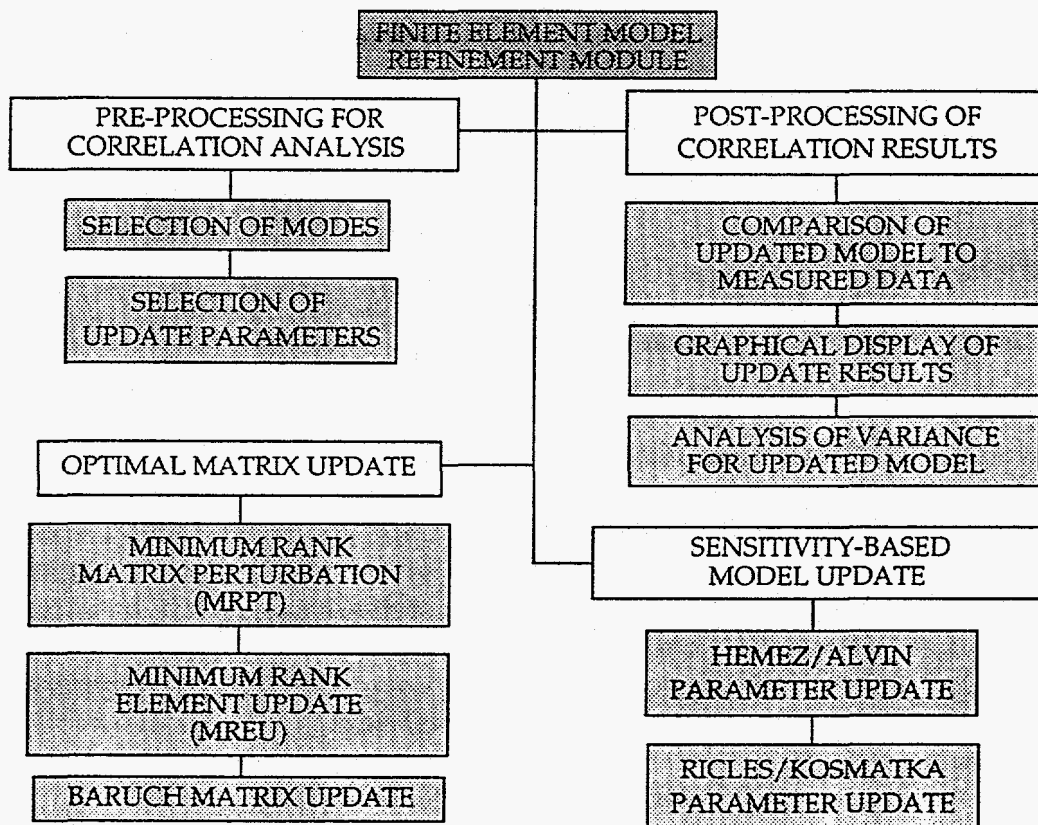 FINITE ELEMENT MODEL
REFINEMENT MODULE
PRE-PROCESSING FOR
CORRELATION ANALYSIS
SELECTION OF MODES
SELECTION OF
UPDATE PARAMETERS
POST-PROCESSING OF
CORRELATION RESULTS
COMPARISON OF
UPDATED MODEL TO
MEASURED DATA
GRAPHICAL DISPLAY OF
UPDATE RESULTS
ANALYSIS OF VARIANCE
FOR UPDATED MODEL
OPTIMAL MATRIX UPDATE
MINIMUM RANK
MATRIX PERTURBATION
(MRPT)
MINIMUM RANK
ELEMENT UPDATE
(MREU)
BARUCH MATRIX UPDATE
SENSITIVITY-BASED
MODEL UPDATE
HEMEZ/ALVIN
PARAMETER UPDATE
RICLES/KOSMATKA
PARAMETER UPDATE